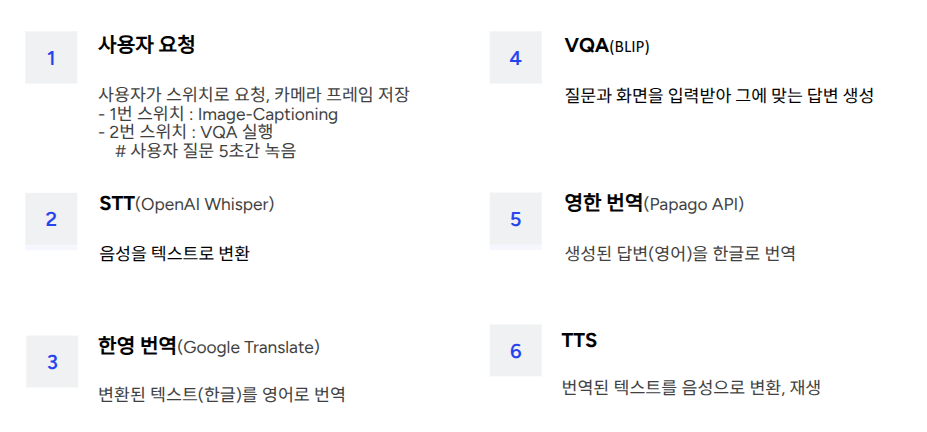 1
사용자 요청
사용자가 스위치로 요청, 카메라 프레임 저장
- 1번 스위치 : Image-Captioning
- 2번 스위치 : VQA 실행
# 사용자 질문 5초간 녹음
2
STT(OpenAI Whisper)
음성을 텍스트로 변환
3
한영 번역(Google Translate)
변환된 텍스트(한글)를 영어로 번역
4
VQA(BLIP)
질문과 화면을 입력받아 그에 맞는 답변 생성
5
영한 번역(Papago API)
생성된 답변(영어)을 한글로 번역
6
TTS
번역된 텍스트를 음성으로 변환, 재생